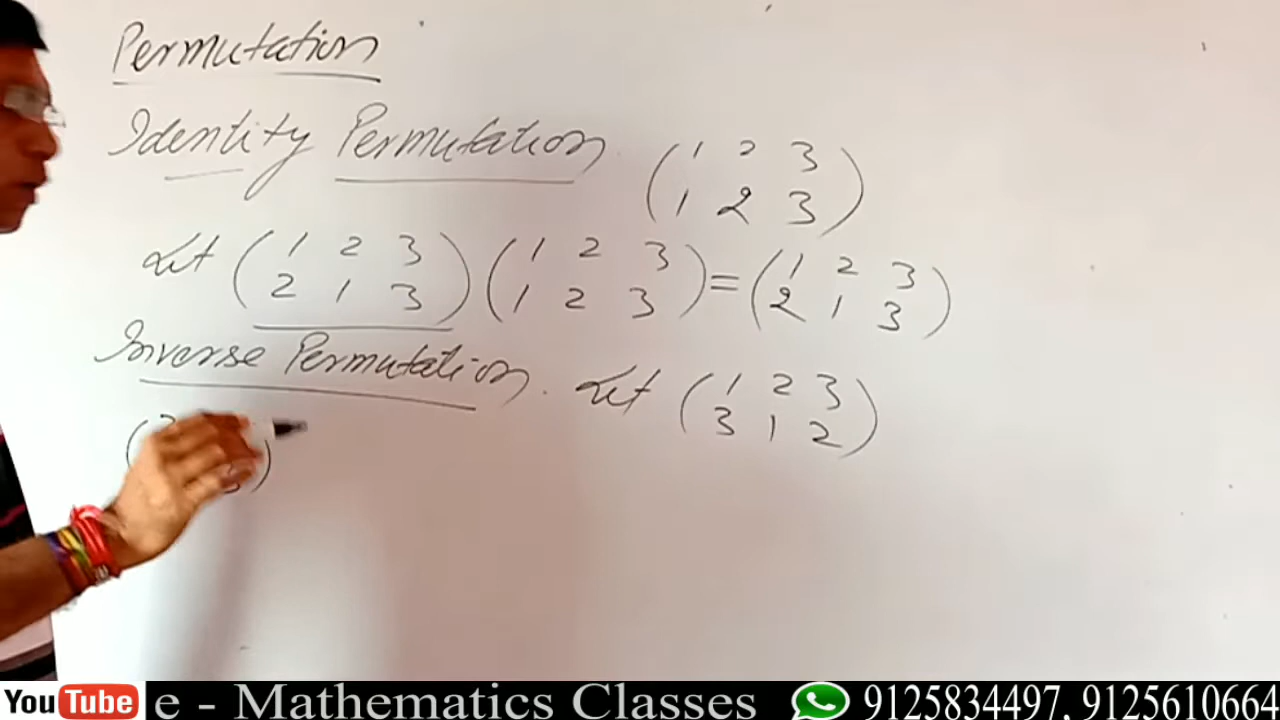 Permutation
Identity Permutation (1 2 3
1 2 3)
Let (1 2 3
2 1 3) (1 2 3
1 2 3) = (1 2 3
2 1 3)
Inverse Permutation. Let (1 2 3
3 1 2)
YouTube e - Mathematics Classes 9125834497, 9125610664